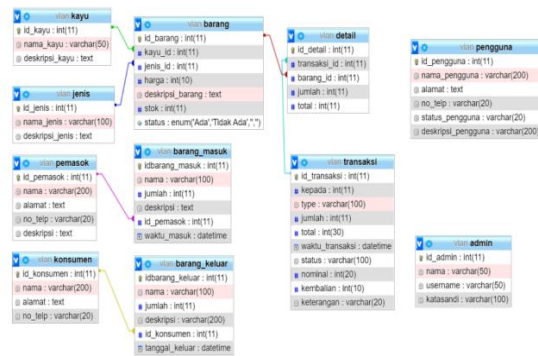 vlan kayu
id_kayu : int(11)
nama_kayu : varchar(50)
deskripsi_kayu : text
vlan jenis
id_jenis : int(11)
nama_jenis : varchar(100)
deskripsi_jenis : text
vlan pemasok
id_pemasok : int(11)
nama : varchar(200)
alamat : text
no_telp : varchar(20)
deskripsi : text
vlan konsumen
id_konsumen : int(11)
nama : varchar(200)
alamat : text
no_telp : varchar(20)
vlan barang
id_barang : int(11)
kayu_id : int(11)
jenis_id : int(11)
harga : int(10)
deskripsi_barang : text
stok : int(11)
status : enum('Ada','Tidak Ada','','')
vlan barang_masuk
idbarang_masuk : int(11)
nama : varchar(100)
jumlah : int(11)
deskripsi : text
id_pemasok : int(11)
waktu_masuk : datetime
vlan barang_keluar
idbarang_keluar : int(11)
nama : varchar(100)
jumlah : int(11)
deskripsi : varchar(200)
id_konsumen : int(11)
tanggal_keluar : datetime
vlan detail
id_detail : int(11)
transaksi_id : int(11)
barang_id : int(11)
jumlah : int(11)
total : int(11)
vlan transaksi
id_transaksi : int(11)
kepada : int(11)
type : varchar(100)
jumlah : int(11)
total : int(30)
waktu_transaksi : datetime
status : varchar(100)
nominal : int(20)
kembalian : int(10)
keterangan : varchar(20)
vlan pengguna
id_pengguna : int(11)
nama_pengguna : varchar(200)
alamat : text
no_telp : varchar(20)
status_pengguna : varchar(20)
deskripsi_pengguna : varchar(200)
vlan admin
id_admin : int(11)
nama : varchar(50)
username : varchar(50)
katasandi : varchar(100)